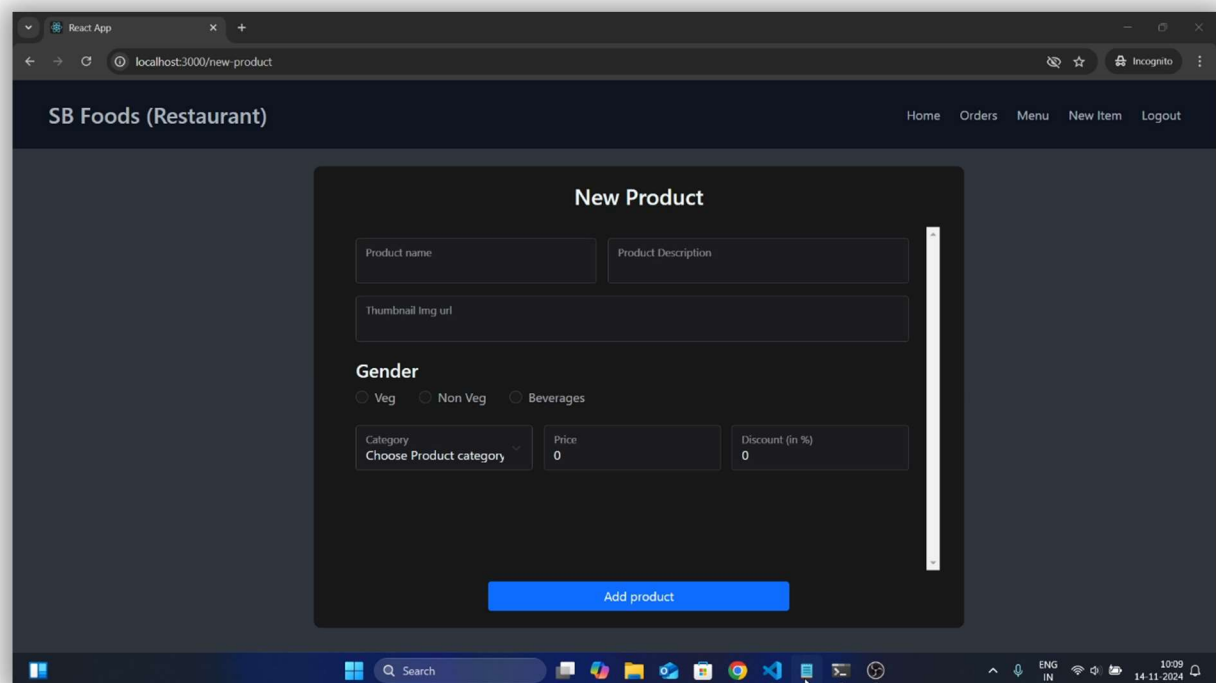 React App
localhost:3000/new-product
Incognito
SB Foods (Restaurant)
Home Orders Menu New Item Logout
New Product
Product name Product Description
Thumbnail Img url
Gender
Veg Non Veg Beverages
Category Price Discount (in %)
Choose Product category 0 0
Add product
Search
ENG 10:09
IN 14-11-2024